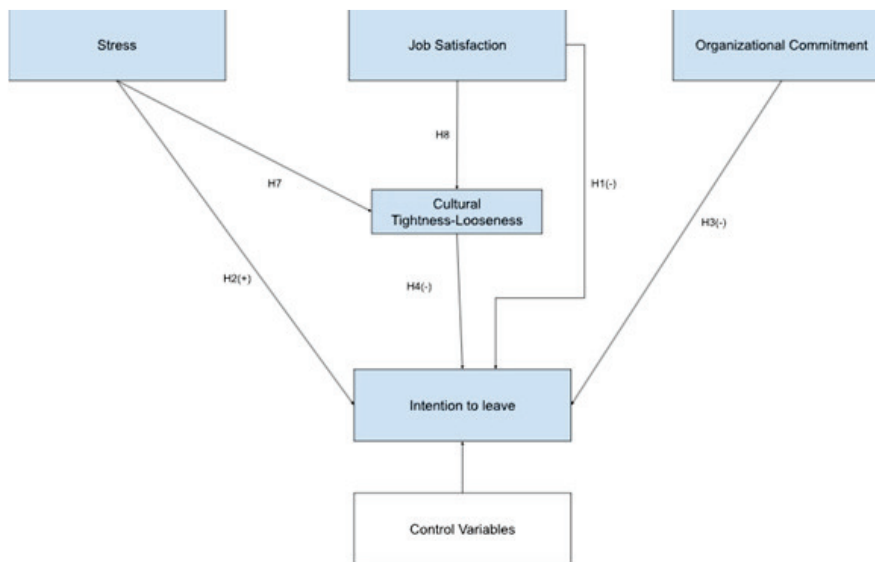 Stress
Job Satisfaction
Organizational Commitment
H8
H7
H1(-)
Cultural
Tightness-Looseness
H3(-)
H2(+)
H4(-)
Intention to leave
Control Variables